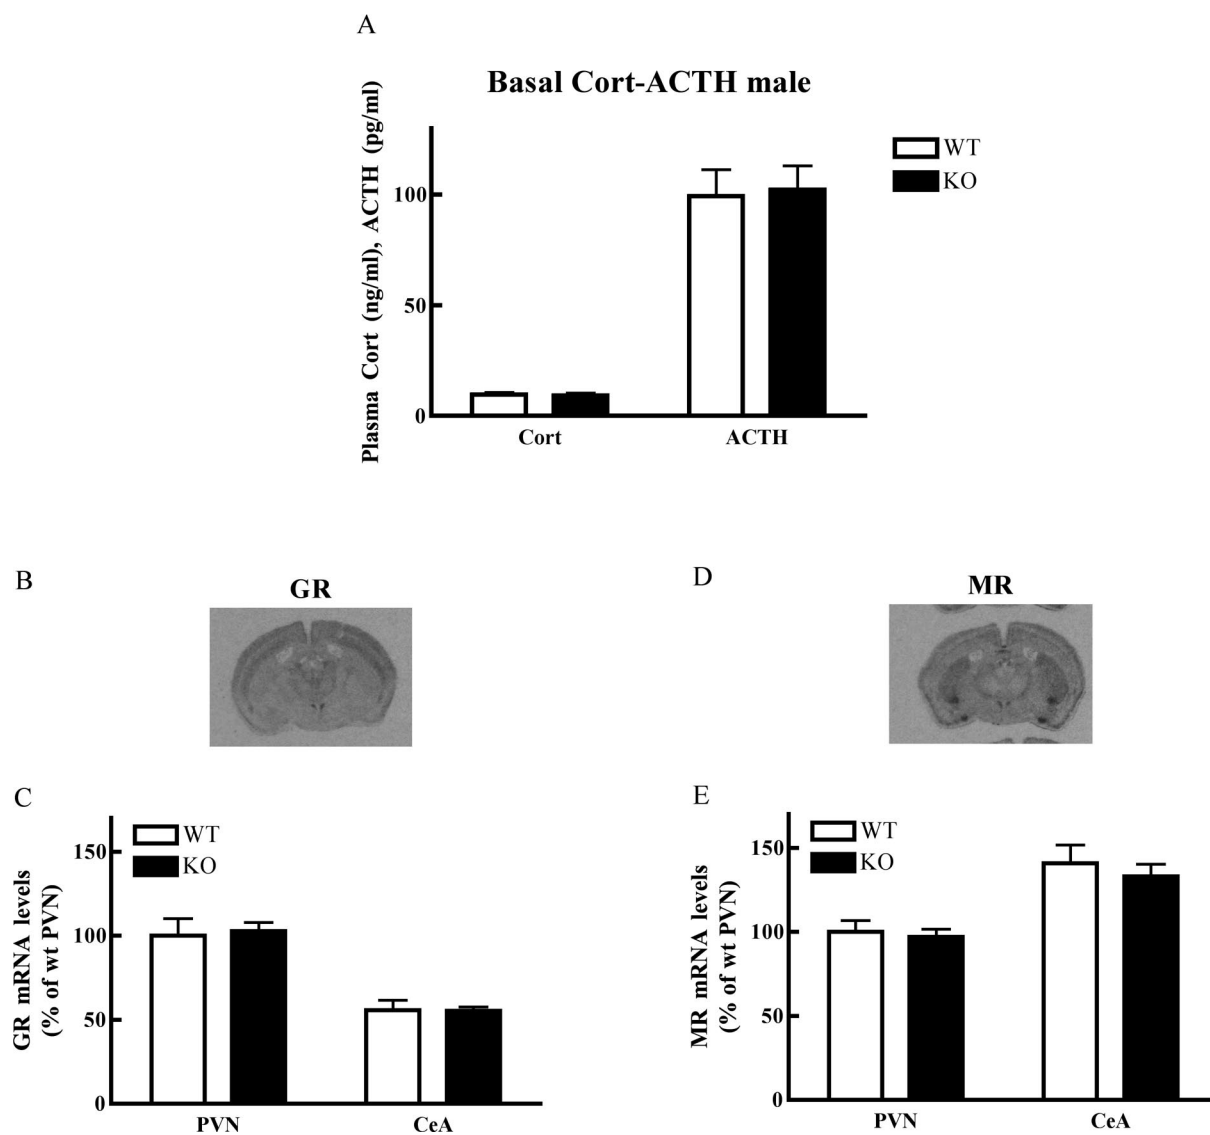 A
Basal Cort-ACTH male
Plasma Cort (ng/ml), ACTH (pg/ml)
100
50
0
Cort ACTH
WT
KO
B
GR
D
MR
C
WT
KO
GR mRNA levels
(% of wt PVN)
150
100
50
0
PVN CeA
E
WT
KO
MR mRNA levels
(% of wt PVN)
150
100
50
0
PVN CeA